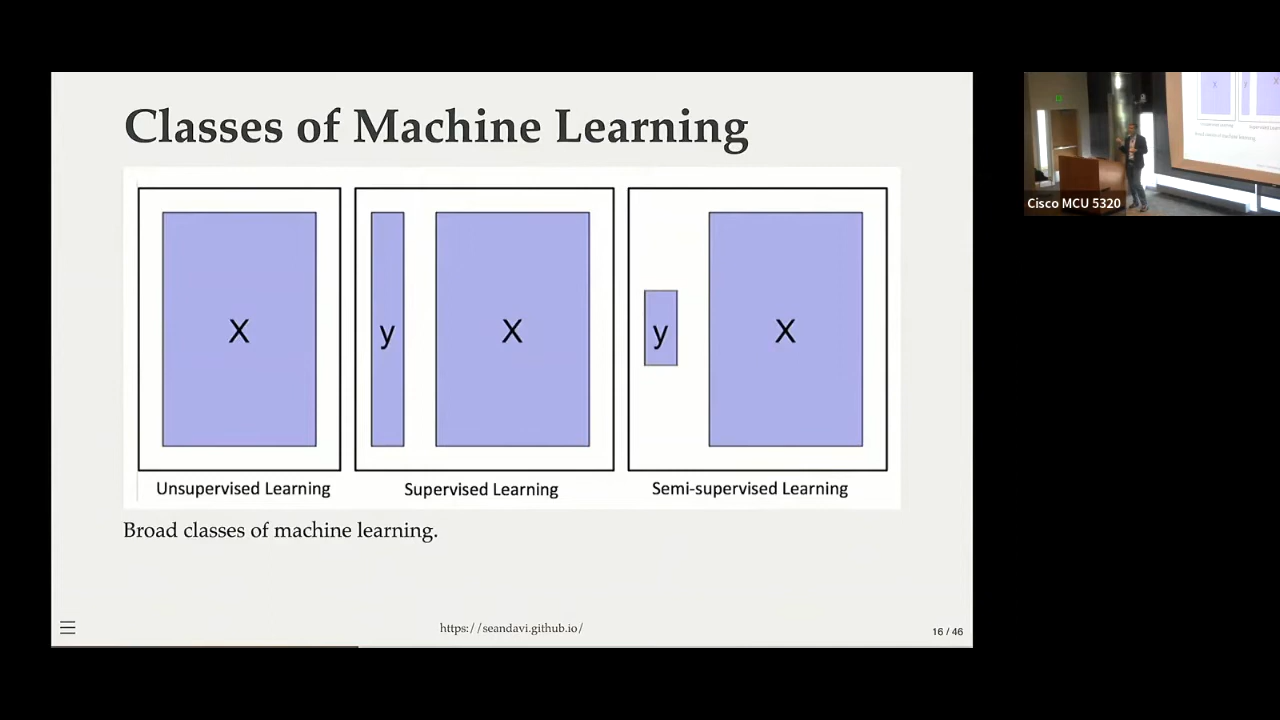 Classes of Machine Learning
X
y
X
y
X
Unsupervised Learning
Supervised Learning
Semi-supervised Learning
Broad classes of machine learning.
https://seandavi.github.io/
16 / 46
Cisco MCU 5320